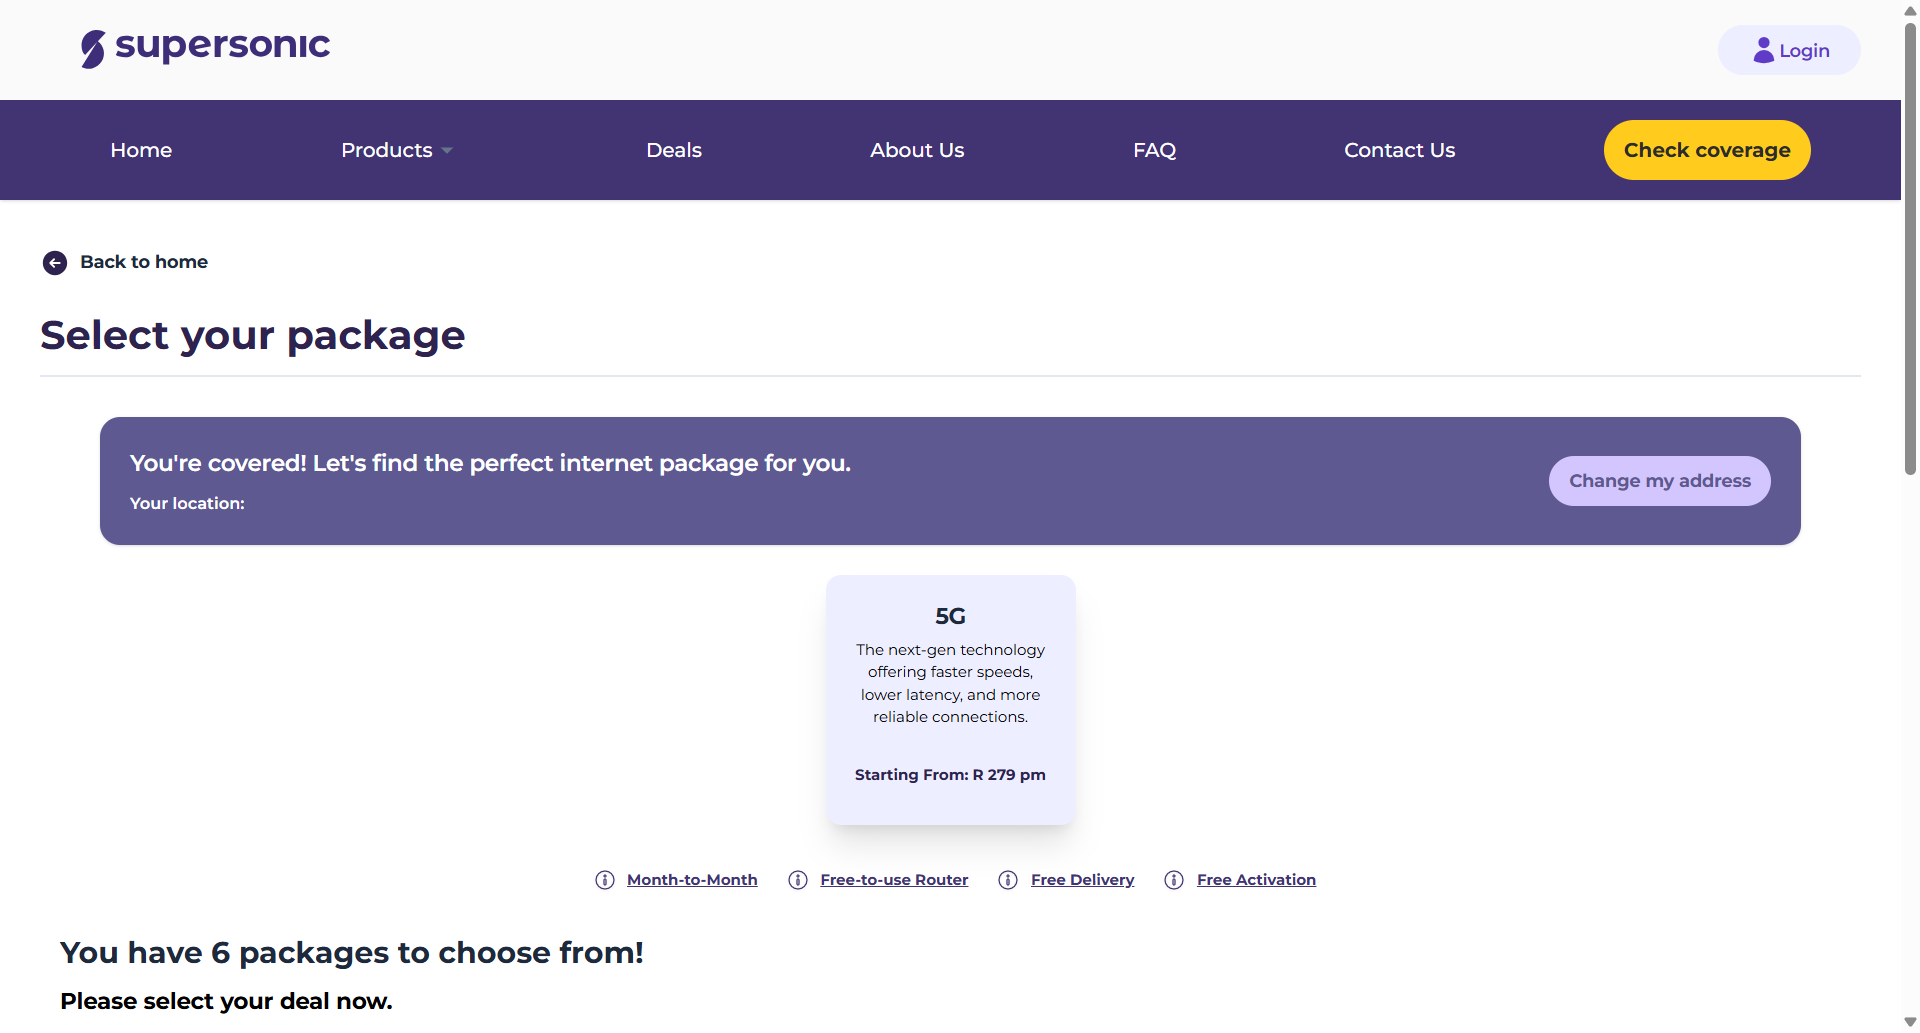 supersonic
Login
Home
Products
Deals
About Us
FAQ
Contact Us
Check coverage
Back to home
Select your package
You're covered! Let's find the perfect internet package for you.
Your location:
Change my address
5G
The next-gen technology
offering faster speeds,
lower latency, and more
reliable connections.
Starting From: R 279 pm
Month-to-Month
Free-to-use Router
Free Delivery
Free Activation
You have 6 packages to choose from!
Please select your deal now.